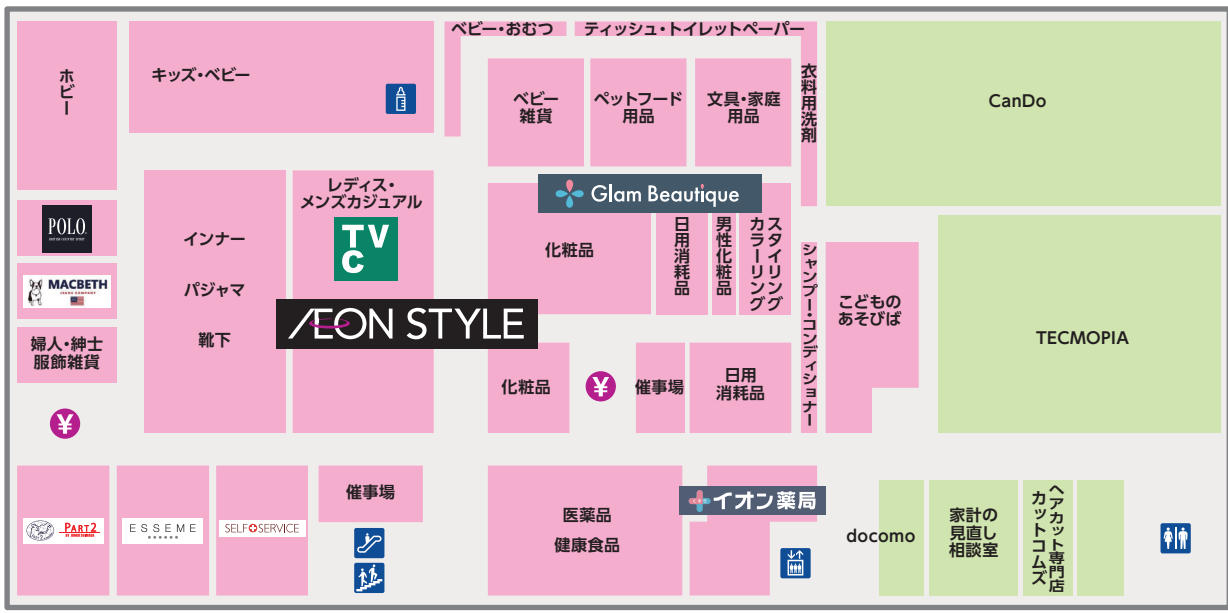 ベビー・おむつ
ティッシュ・トイレットペーパー
ホビー
キッズ・ベビー
ベビー
雑貨
ペットフード
用品
文具・家庭
用品
衣料用洗剤
CanDo
レディス・
メンズカジュアル
TVC
Glam Beautique
POLO
インナー
パジャマ
靴下
化粧品
日用消耗品
男性化粧品
スタイリング
カラーリング
シャンプー・コンディショナー
こどもの
あそびば
TECMOPIA
MACBETH
ÆON STYLE
婦人・紳士
服飾雑貨
化粧品
¥
催事場
日用
消耗品
¥
PART2
ESSEME
SELF+SERVICE
催事場
医薬品
健康食品
イオン薬局
docomo
家計の
見直し
相談室
ヘアカット専門店
カットコムズ